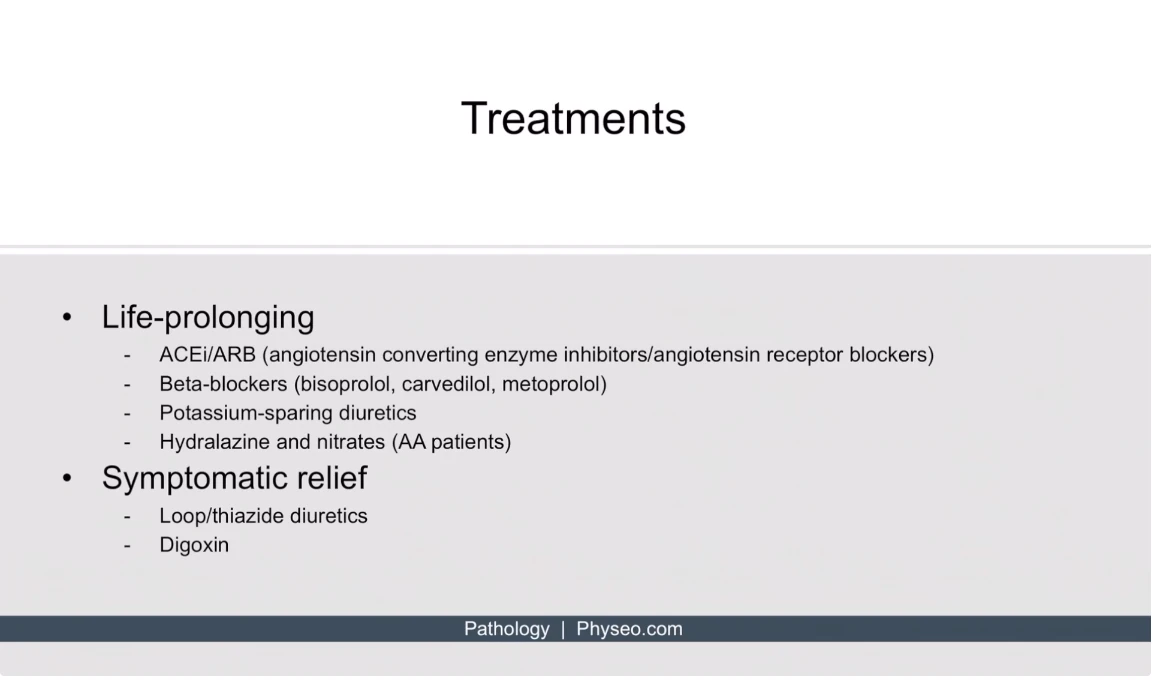 Treatments
• Life-prolonging
- ACEi/ARB (angiotensin converting enzyme inhibitors/angiotensin receptor blockers)
- Beta-blockers (bisoprolol, carvedilol, metoprolol)
- Potassium-sparing diuretics
- Hydralazine and nitrates (AA patients)
• Symptomatic relief
- Loop/thiazide diuretics
- Digoxin
Pathology | Physeo.com